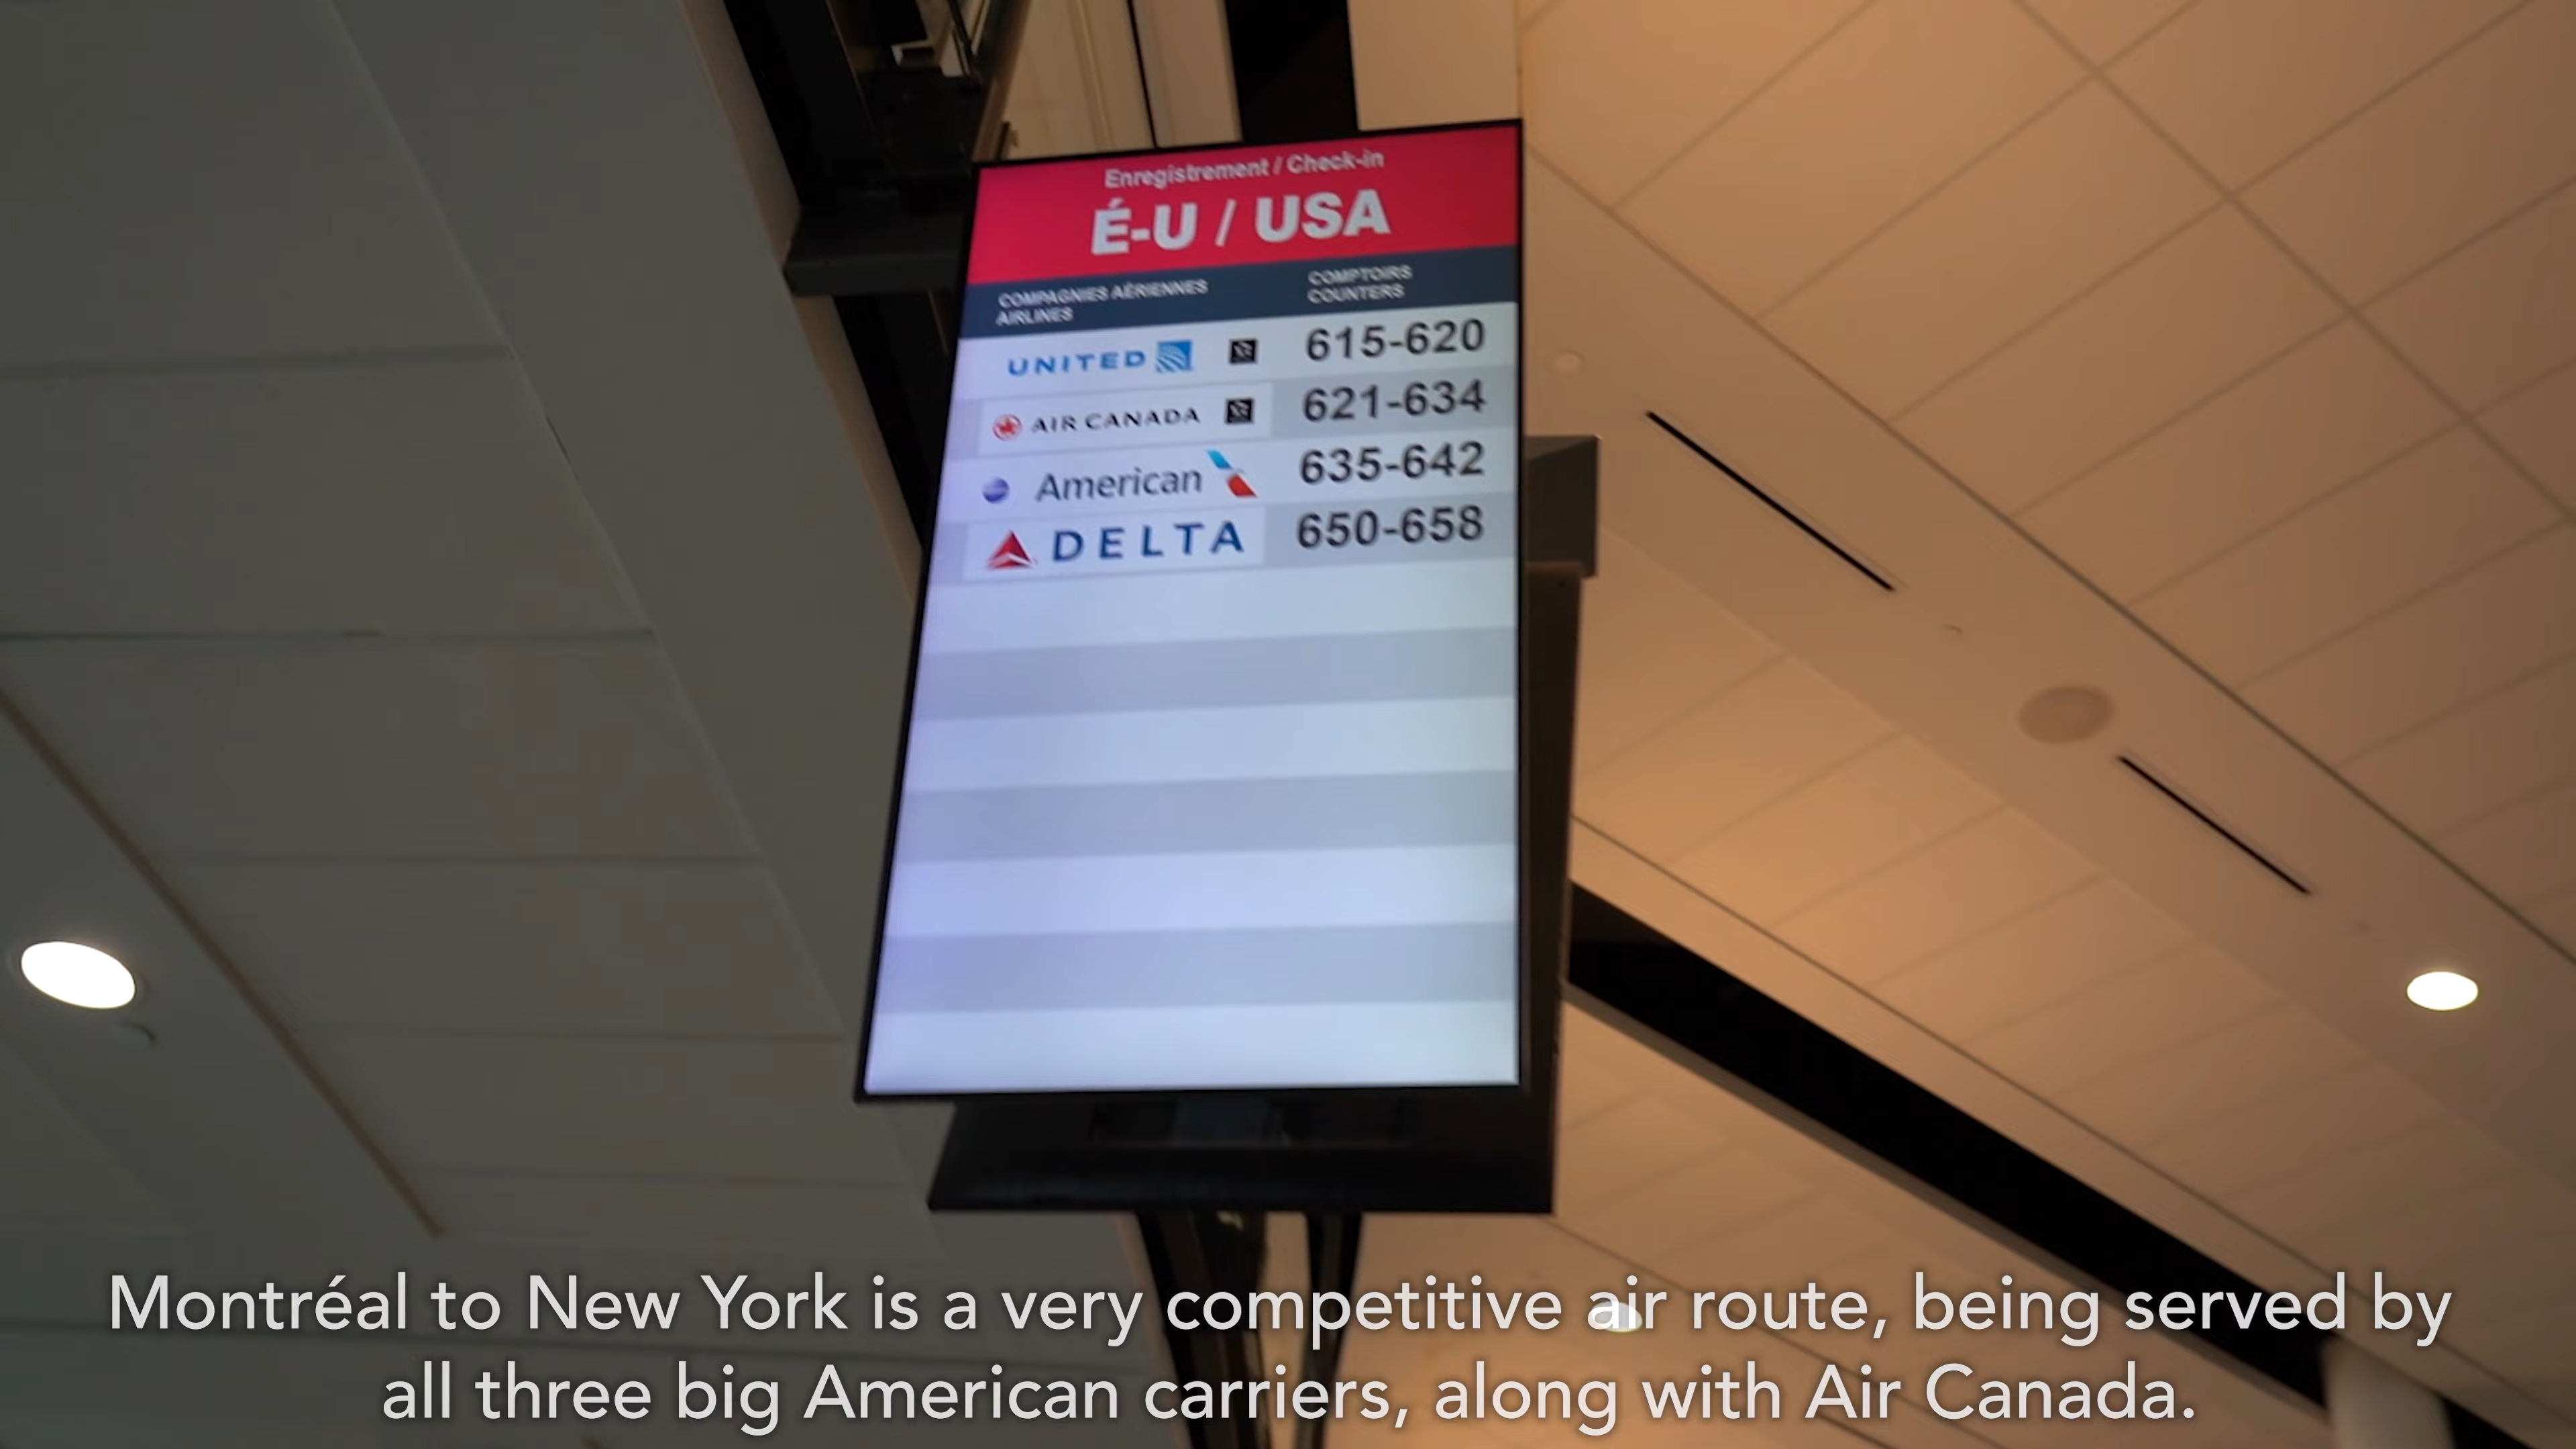 Enregistrement / Check-in
É-U / USA
COMPAGNIES AÉRIENNES
AIRLINES
COMPTOIRS
COUNTERS
UNITED 615-620
AIR CANADA 621-634
American 635-642
DELTA 650-658
Montréal to New York is a very competitive air route, being served by
all three big American carriers, along with Air Canada.